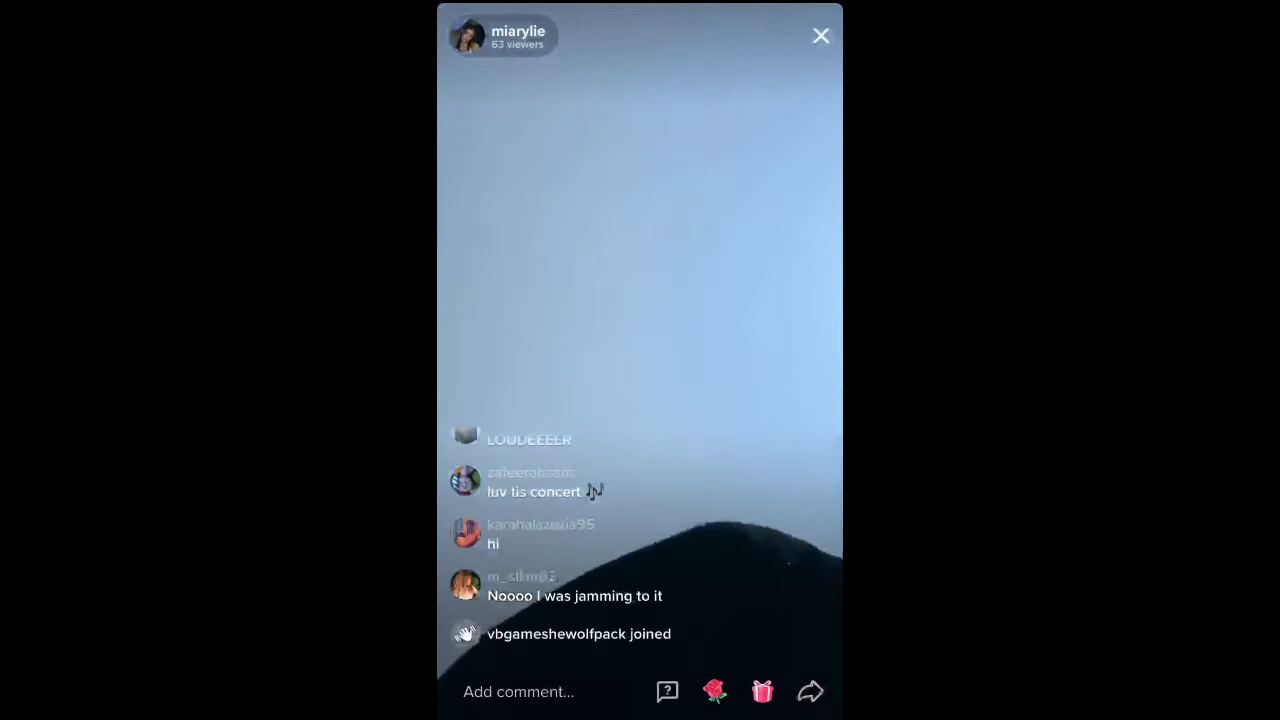 miarylie
63 viewers
LOUDEEEER
luv tis concert 🎶
hi
Noooo I was jamming to it
vbgameshewolfpack joined
Add comment...
?